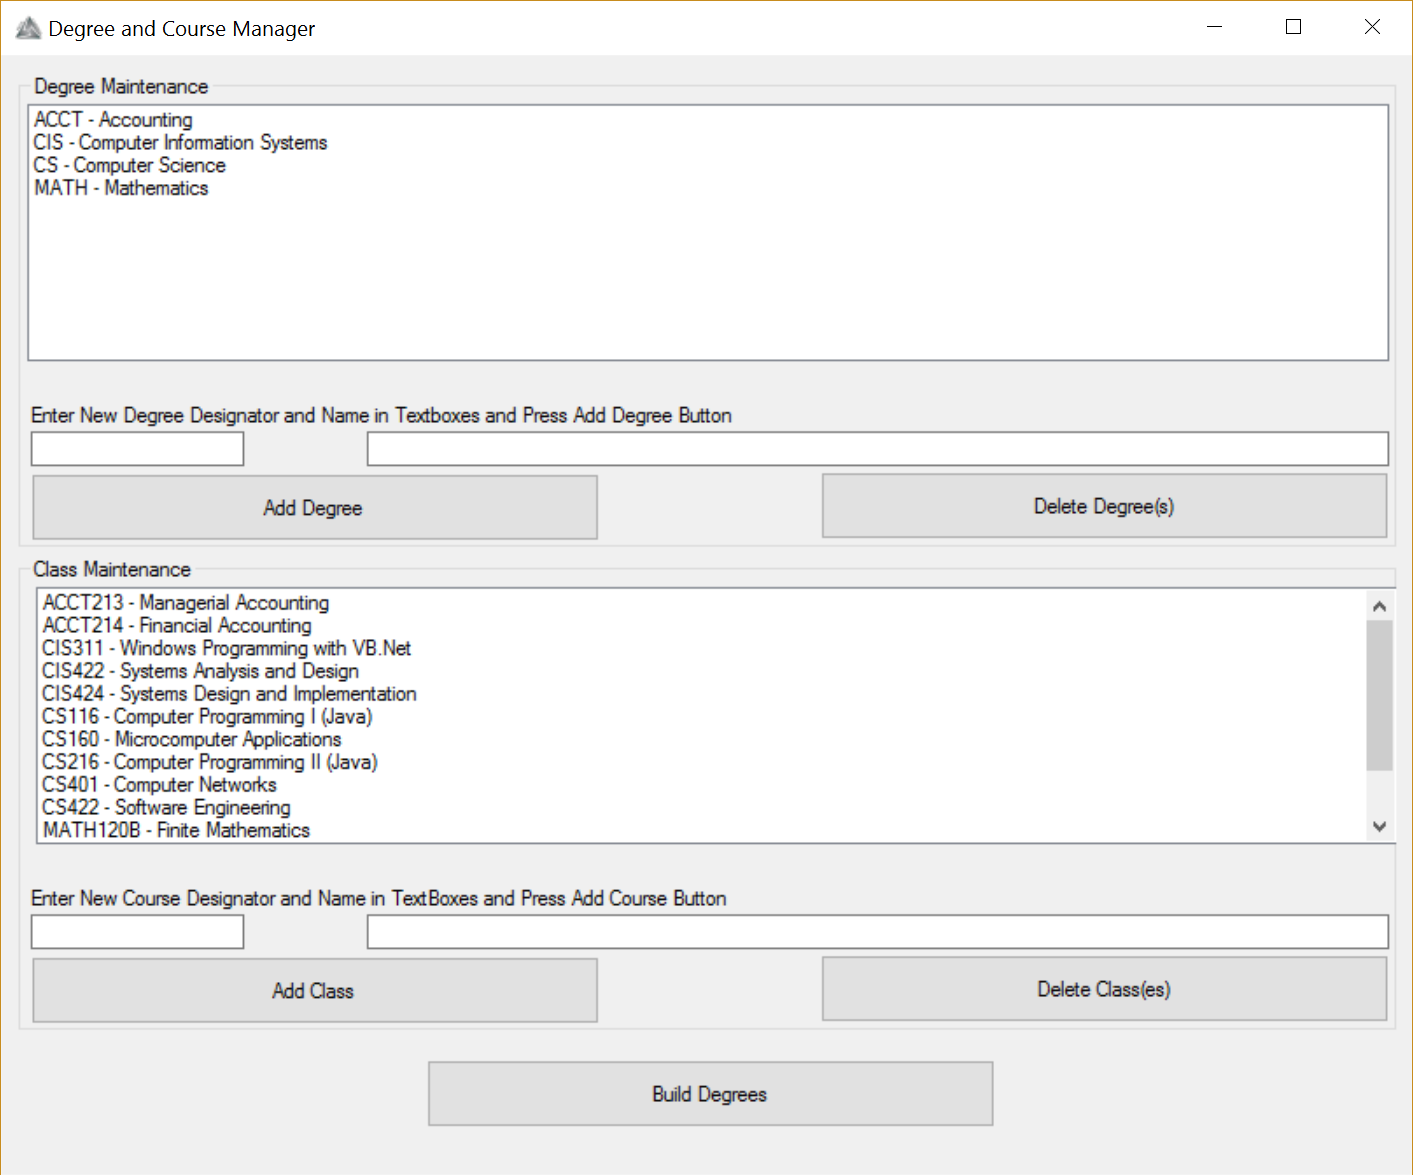 Degree and Course Manager
Degree Maintenance
ACCT - Accounting
CIS - Computer Information Systems
CS - Computer Science
MATH - Mathematics
Enter New Degree Designator and Name in Textboxes and Press Add Degree Button
Add Degree
Delete Degree(s)
Class Maintenance
ACCT213 - Managerial Accounting
ACCT214 - Financial Accounting
CIS311 - Windows Programming with VB.Net
CIS422 - Systems Analysis and Design
CIS424 - Systems Design and Implementation
CS116 - Computer Programming I (Java)
CS160 - Microcomputer Applications
CS216 - Computer Programming II (Java)
CS401 - Computer Networks
CS422 - Software Engineering
MATH120B - Finite Mathematics
Enter New Course Designator and Name in TextBoxes and Press Add Course Button
Add Class
Delete Class(es)
Build Degrees